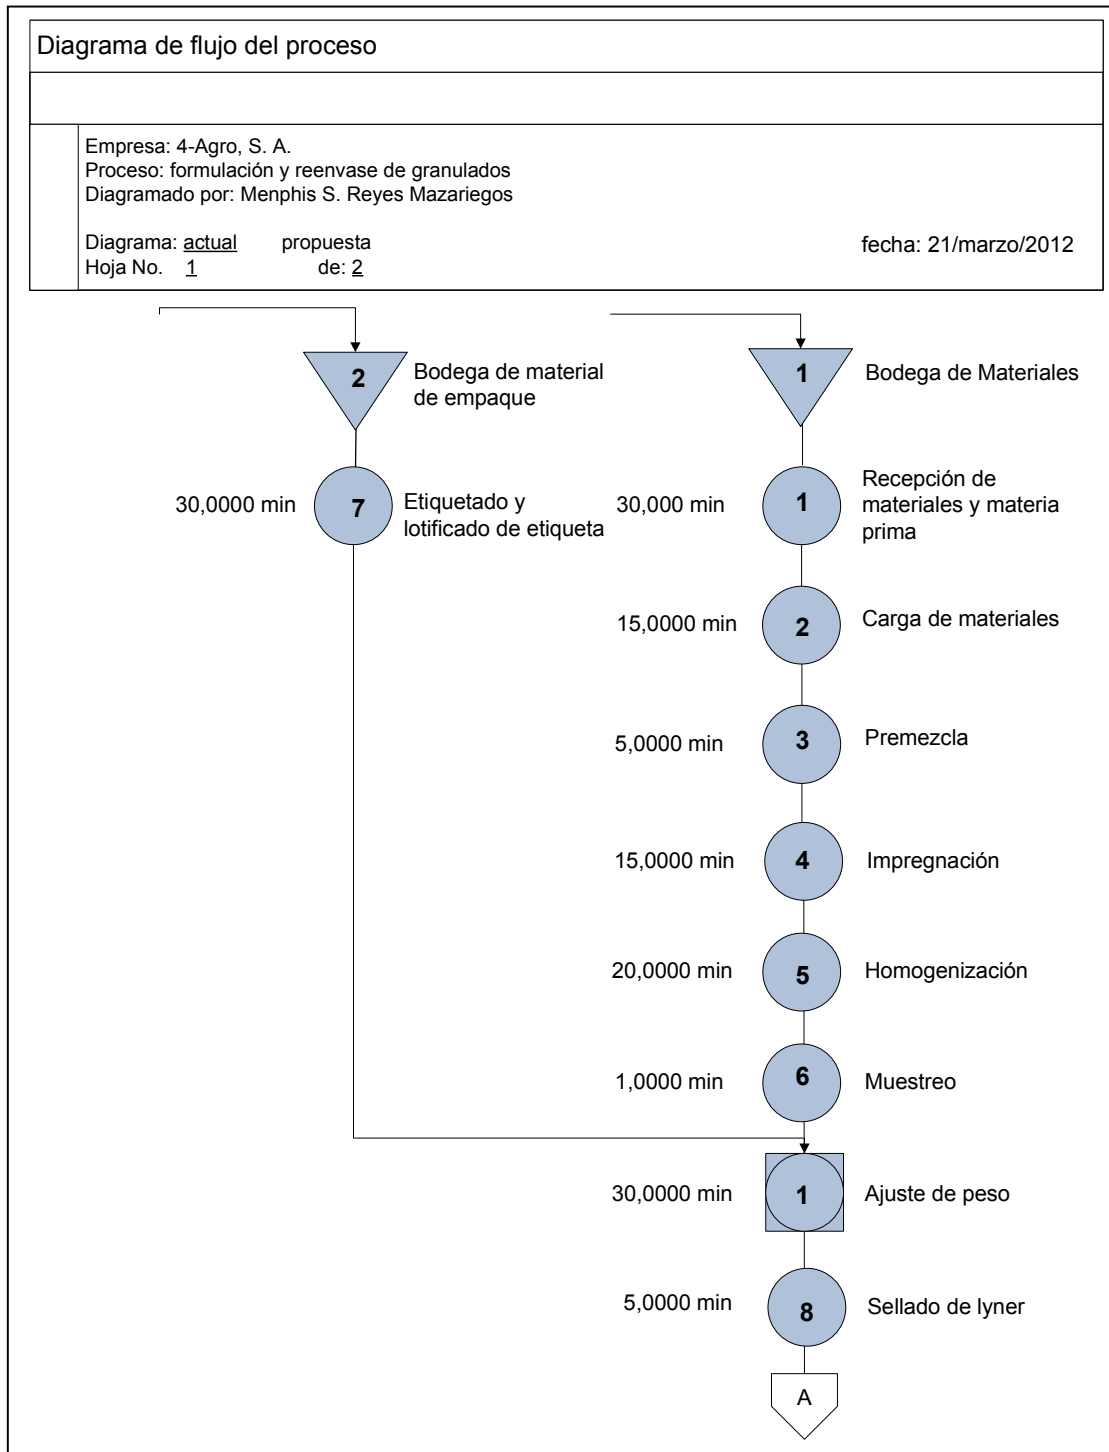 Diagrama de flujo del proceso
Empresa: 4-Agro, S. A.
Proceso: formulación y reenvase de granulados
Diagramado por: Menphis S. Reyes Mazariegos
Diagrama: actual propuesta
fecha: 21/marzo/2012
Hoja No. 1 de: 2
2
Bodega de material
de empaque
1
Bodega de Materiales
30,0000 min
7
Etiquetado y
lotificado de etiqueta
30,000 min
1
Recepción de
materiales y materia
prima
15,0000 min
2
Carga de materiales
5,0000 min
3
Premezcla
15,0000 min
4
Impregnación
20,0000 min
5
Homogenización
1,0000 min
6
Muestreo
30,0000 min
1
Ajuste de peso
5,0000 min
8
Sellado de lyner
A